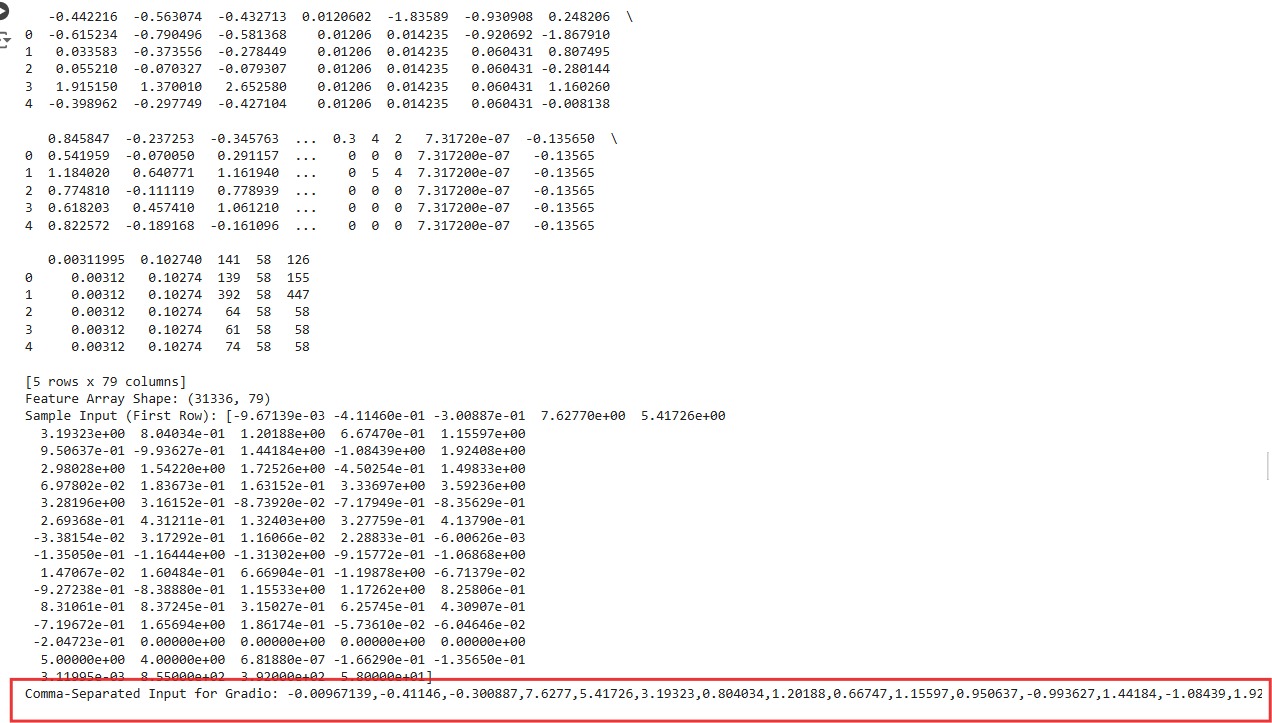 -0.442216 -0.563074 -0.432713 0.0120602 -1.83589 -0.930908 0.248206 \
0 -0.615234 -0.790496 -0.581368 0.01206 0.014235 -0.920692 -1.867910
1 0.033583 -0.373556 -0.278449 0.01206 0.014235 0.060431 0.807495
2 0.055210 -0.070327 -0.079307 0.01206 0.014235 0.060431 -0.280144
3 1.915150 1.370010 2.652580 0.01206 0.014235 0.060431 1.160260
4 -0.398962 -0.297749 -0.427104 0.01206 0.014235 0.060431 -0.008138
0.845847 -0.237253 -0.345763 ... 0.3 4 2 7.31720e-07 -0.135650 \
0 0.541959 -0.070050 0.291157 ... 0 0 0 7.317200e-07 -0.13565
1 1.184020 0.640771 1.161940 ... 0 5 4 7.317200e-07 -0.13565
2 0.774810 -0.111119 0.778939 ... 0 0 0 7.317200e-07 -0.13565
3 0.618203 0.457410 1.061210 ... 0 0 0 7.317200e-07 -0.13565
4 0.822572 -0.189168 -0.161096 ... 0 0 0 7.317200e-07 -0.13565
0.00311995 0.102740 141 58 126
0 0.00312 0.10274 139 58 155
1 0.00312 0.10274 392 58 447
2 0.00312 0.10274 64 58 58
3 0.00312 0.10274 61 58 58
4 0.00312 0.10274 74 58 58
[5 rows x 79 columns]
Feature Array Shape: (31336, 79)
Sample Input (First Row): [-9.67139e-03 -4.11460e-01 -3.00887e-01 7.62770e+00 5.41726e+00
3.19323e+00 8.04034e-01 1.20188e+00 6.67470e-01 1.15597e+00
9.50637e-01 -9.93627e-01 1.44184e+00 -1.08439e+00 1.92408e+00
2.98028e+00 1.54220e+00 1.72526e+00 -4.50254e-01 1.49833e+00
6.97802e-02 1.83673e-01 1.63152e-01 3.33697e+00 3.59236e+00
3.28196e+00 3.16152e-01 -8.73920e-02 -7.17949e-01 -8.35629e-01
2.69368e-01 4.31211e-01 1.32403e+00 3.27759e-01 4.13790e-01
-3.38154e-02 3.17292e-01 1.16066e-02 2.28833e-01 -6.00626e-03
-1.35050e-01 -1.16444e+00 -1.31302e+00 -9.15772e-01 -1.06868e+00
1.47067e-02 1.60484e-01 6.66904e-01 -1.19878e+00 -6.71379e-02
-9.27238e-01 -8.38880e-01 1.15533e+00 1.17262e+00 8.25806e-01
8.31061e-01 8.37245e-01 3.15027e-01 6.25745e-01 4.30907e-01
-7.19672e-01 1.65694e+00 1.86174e-01 -5.73610e-02 -6.04646e-02
-2.04723e-01 0.00000e+00 0.00000e+00 0.00000e+00 0.00000e+00
5.00000e+00 4.00000e+00 6.81880e-07 -1.66290e-01 -1.35650e-01
3.11995e-03 8.55000e+02 3.92000e+02 5.80000e+01]
Comma-Separated Input for Gradio: -0.00967139,-0.41146,-0.300887,7.6277,5.41726,3.19323,0.804034,1.20188,0.66747,1.15597,0.950637,-0.993627,1.44184,-1.08439,1.92